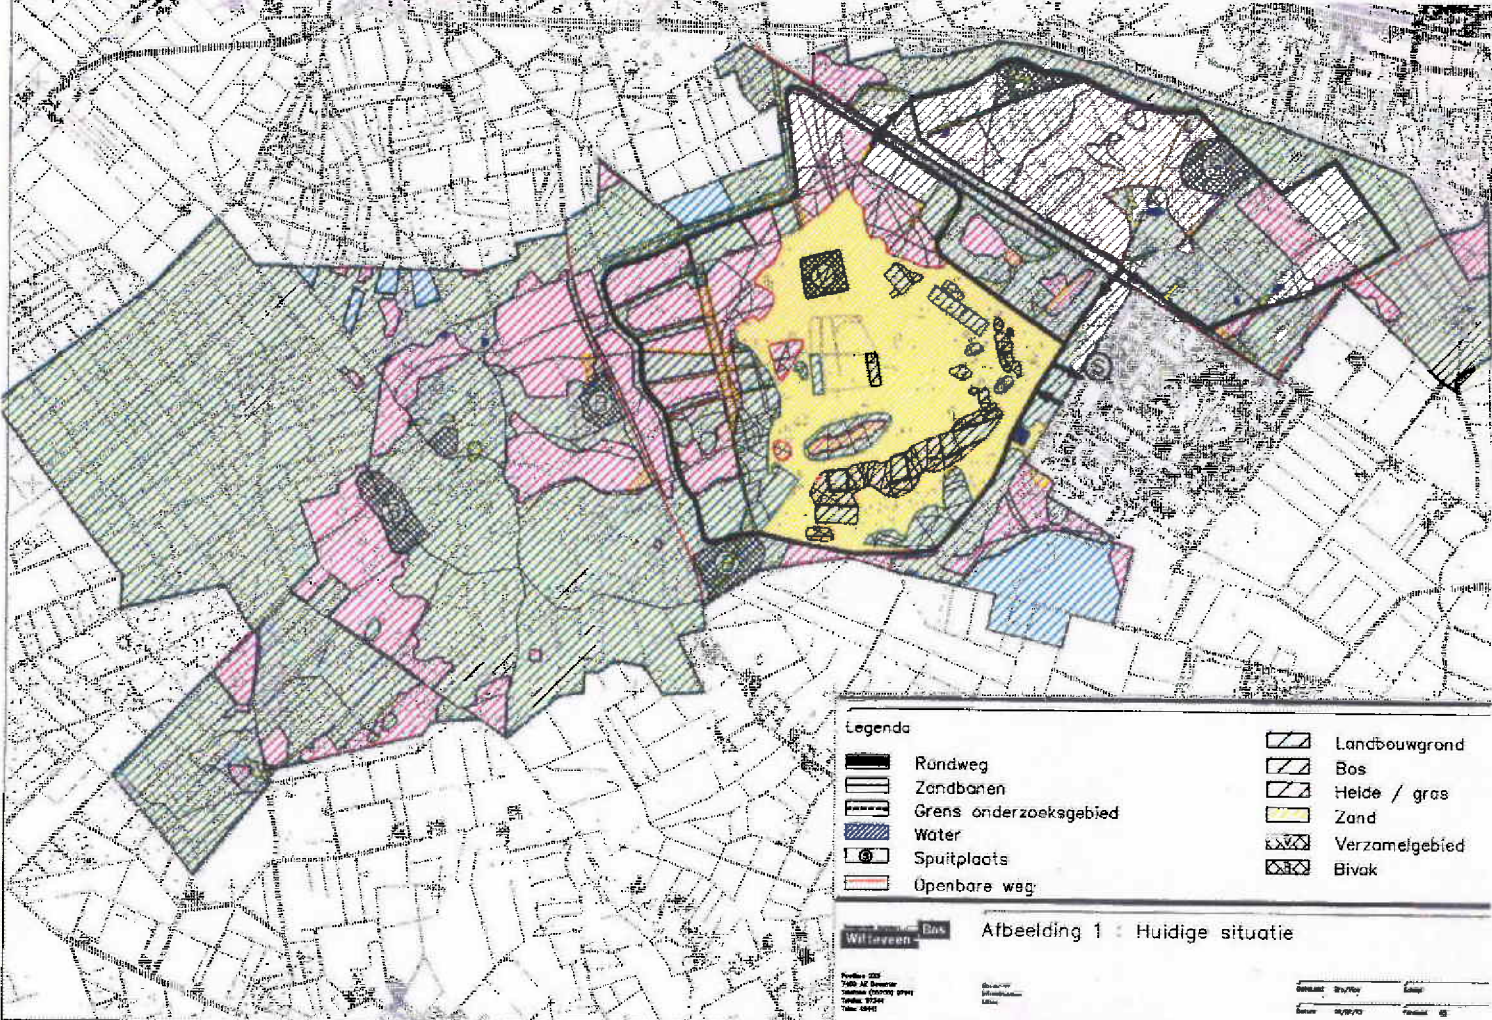 Legenda
Rondweg
Zandbanen
Grens onderzoeksgebied
Water
Spuitplaats
Openbare weg
Landbouwgrond
Bos
Heide / gras
Zand
Verzamelgebied
Bivak
Witteveen Bos
Afbeelding 1 : Huidige situatie